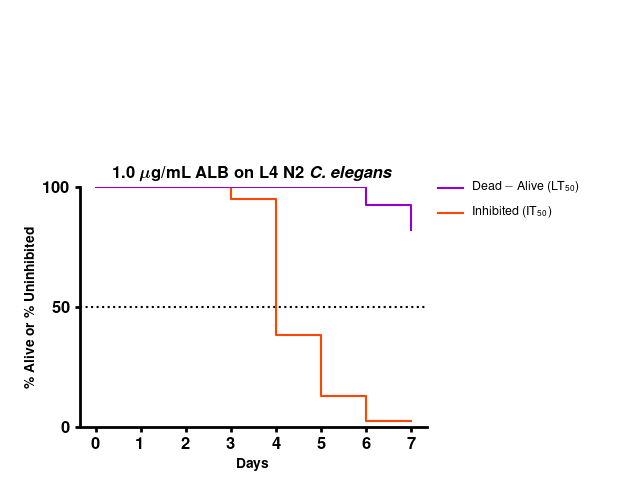 1.0 μg/mL ALB on L4 N2 C. elegans
Dead − Alive (LT₅₀)
Inhibited (IT₅₀)
% Alive or % Uninhibited
100
50
0
0 1 2 3 4 5 6 7
Days